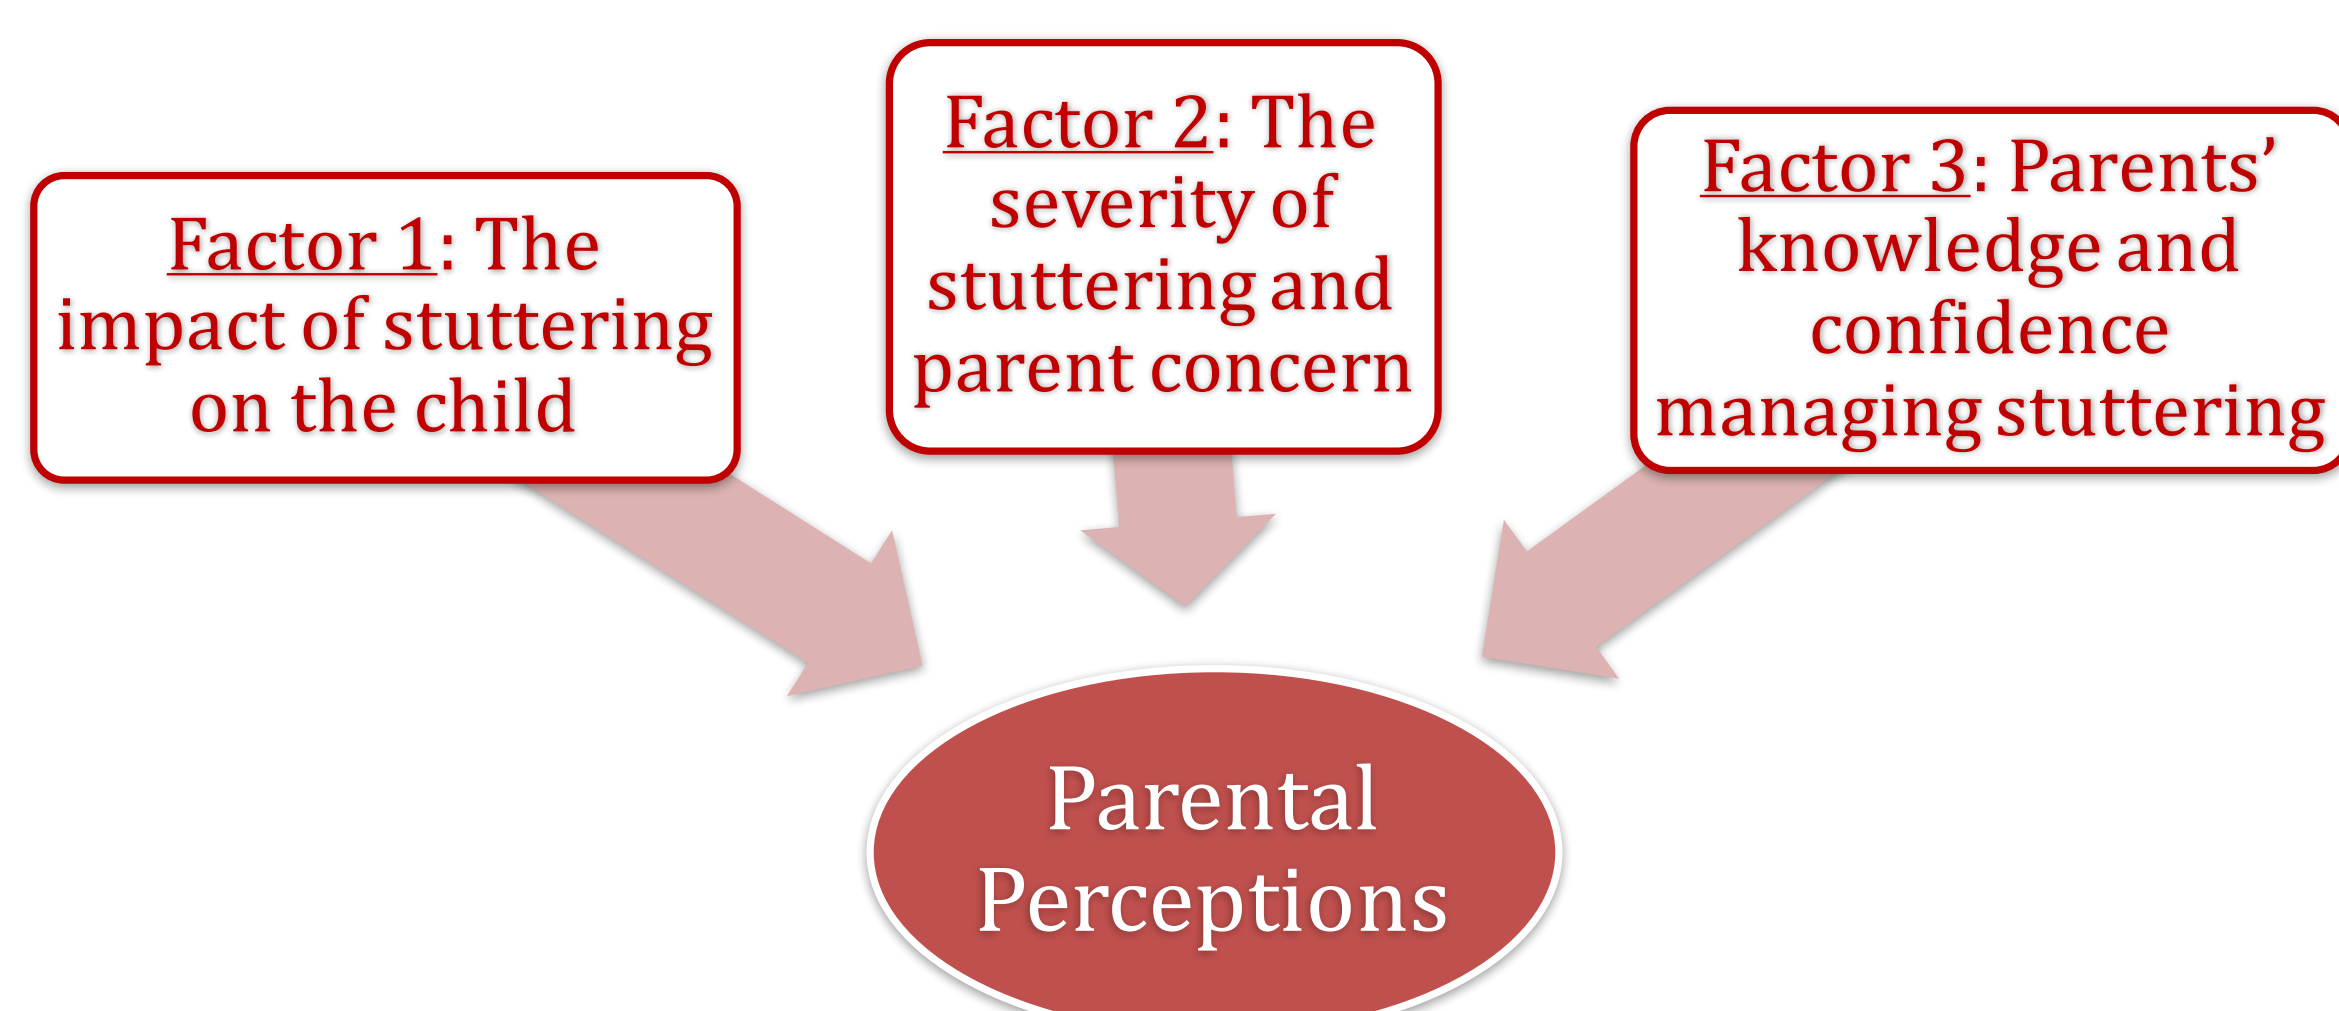 Factor 1: The
impact of stuttering
on the child
Factor 2: The
severity of
stuttering and
parent concern
Factor 3: Parents’
knowledge and
confidence
managing stuttering
Parental
Perceptions